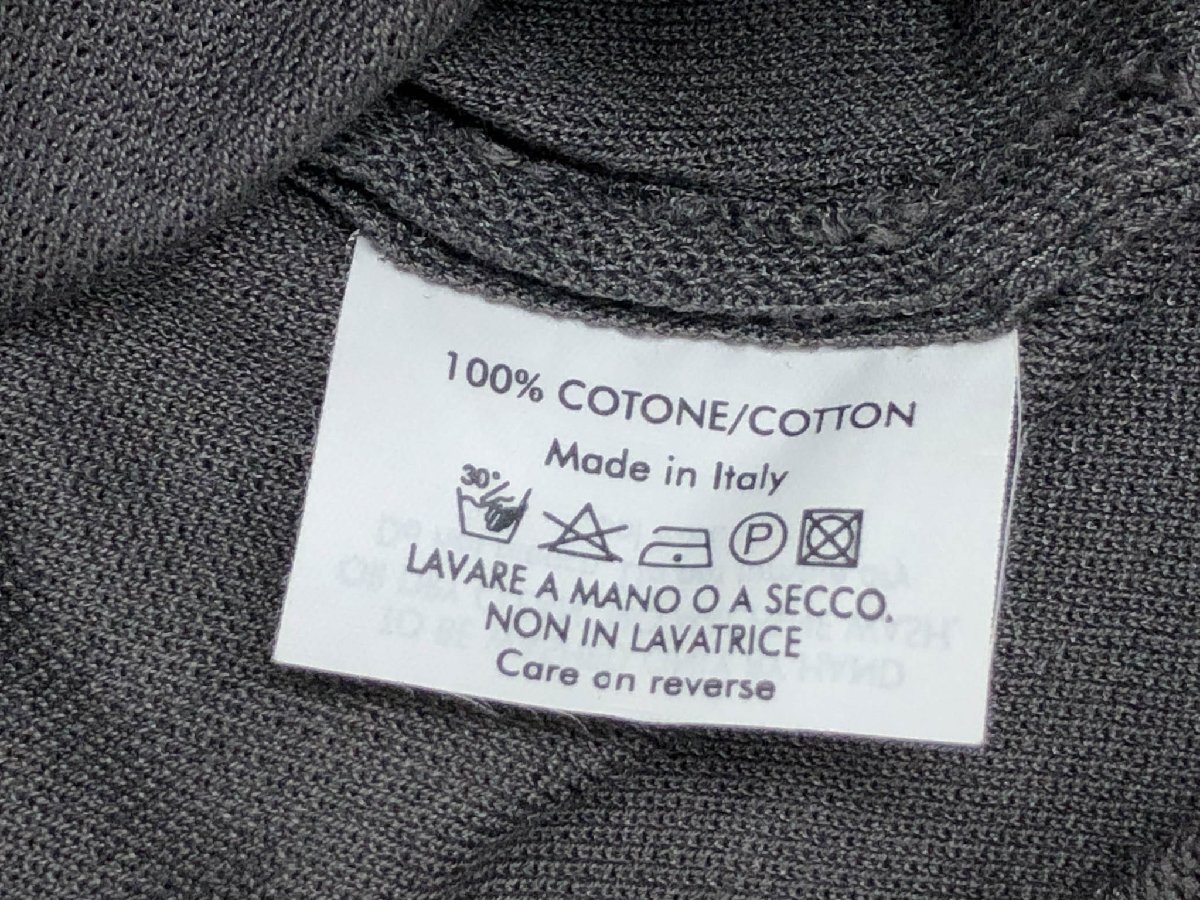 100% COTONE/COTTON
Made in Italy
30°
P
LAVARE A MANO O A SECCO.
NON IN LAVATRICE
Care on reverse